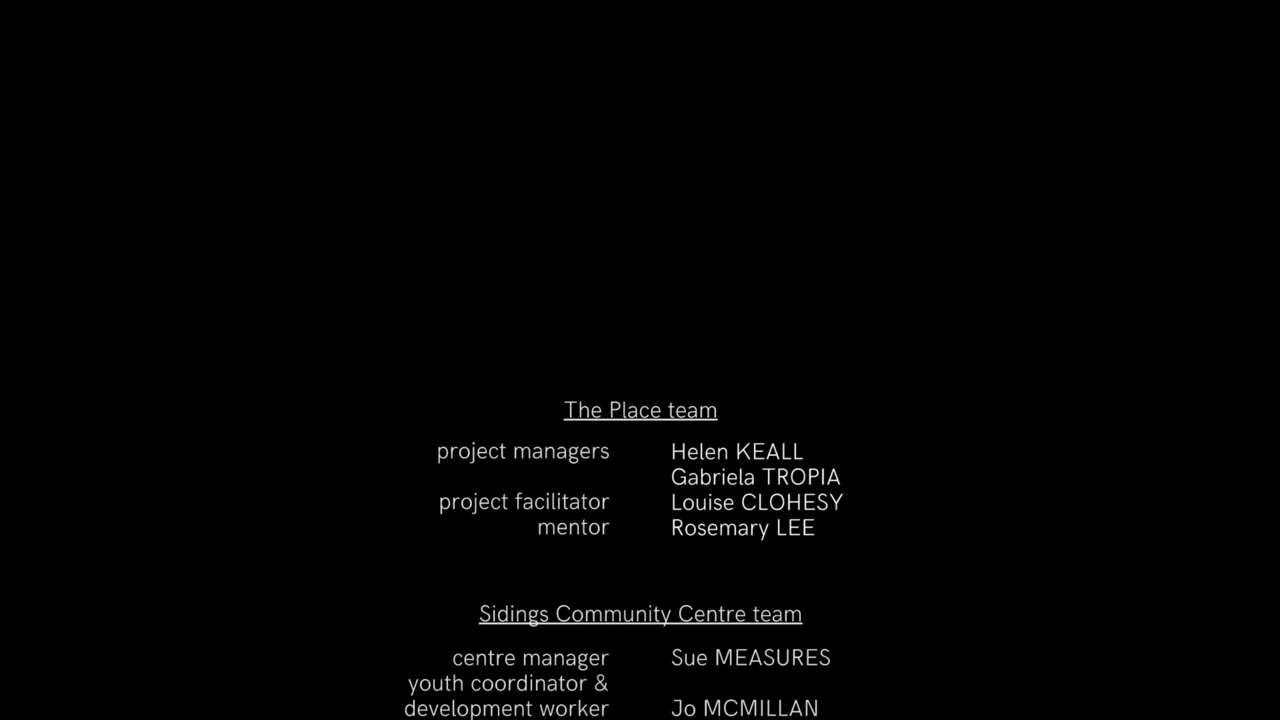 The Place team
project managers Helen KEALL
Gabriela TROPIA
project facilitator Louise CLOHESY
mentor Rosemary LEE
Sidings Community Centre team
centre manager Sue MEASURES
youth coordinator &
development worker Jo MCMILLAN